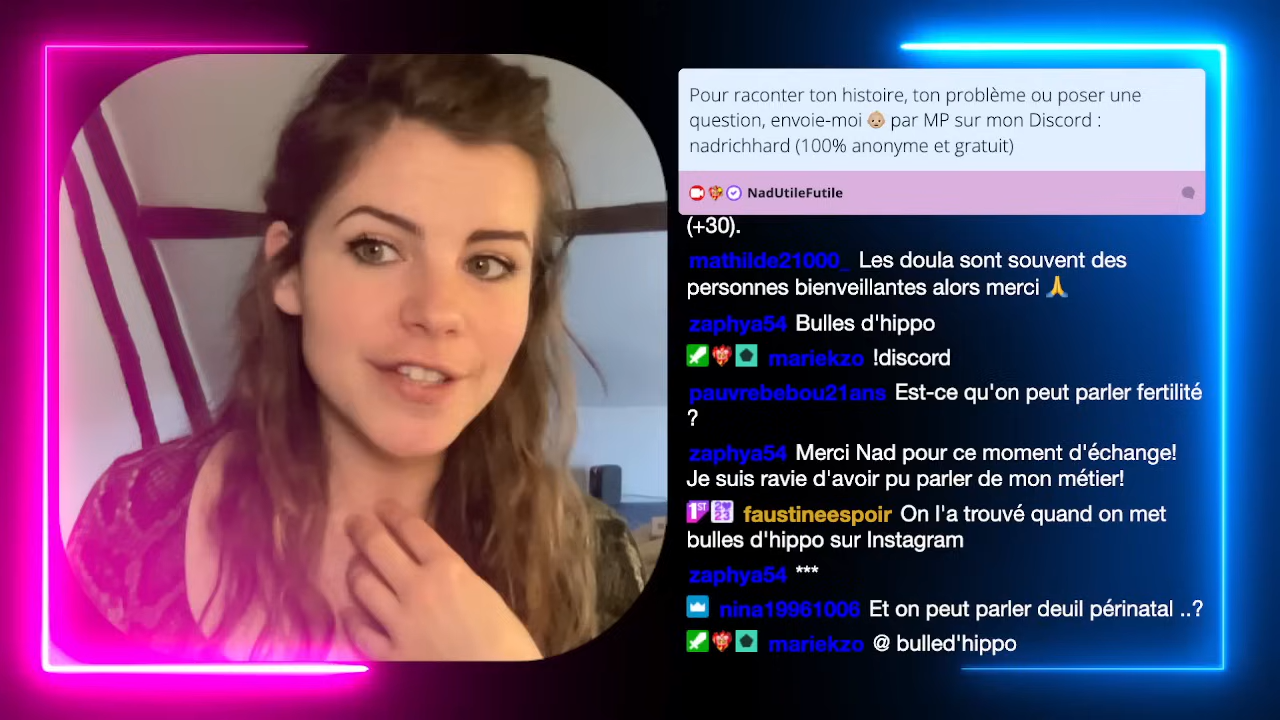 Pour raconter ton histoire, ton problème ou poser une
question, envoie-moi 👶🏼 par MP sur mon Discord :
nadrichhard (100% anonyme et gratuit)
NadUtileFutile
(+30).
mathilde21000_ Les doula sont souvent des
personnes bienveillantes alors merci 🙏
zaphya54 Bulles d'hippo
mariekzo !discord
pauvrebebou21ans Est-ce qu'on peut parler fertilité
?
zaphya54 Merci Nad pour ce moment d'échange!
Je suis ravie d'avoir pu parler de mon métier!
1ST 2023 faustineespoir On l'a trouvé quand on met
bulles d'hippo sur Instagram
zaphya54 ***
nina19961006 Et on peut parler deuil périnatal ..?
mariekzo @ bulled'hippo